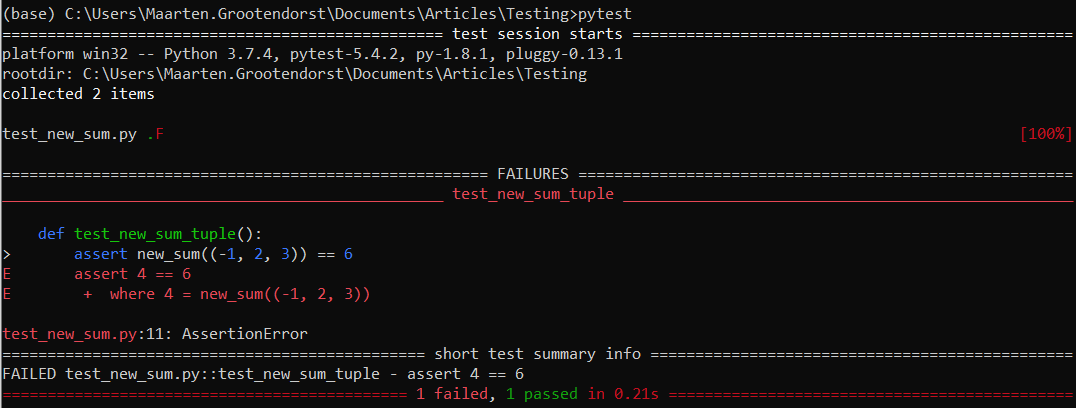 (base) C:\Users\Maarten.Grootendorst\Documents\Articles\Testing>pytest
================================================= test session starts =================================================
platform win32 -- Python 3.7.4, pytest-5.4.2, py-1.8.1, pluggy-0.13.1
rootdir: C:\Users\Maarten.Grootendorst\Documents\Articles\Testing
collected 2 items
test_new_sum.py .F [100%]
====================================================== FAILURES =======================================================
_________________________________________________ test_new_sum_tuple __________________________________________________
def test_new_sum_tuple():
> assert new_sum((-1, 2, 3)) == 6
E assert 4 == 6
E + where 4 = new_sum((-1, 2, 3))
test_new_sum.py:11: AssertionError
=============================================== short test summary info ===============================================
FAILED test_new_sum.py::test_new_sum_tuple - assert 4 == 6
============================================= 1 failed, 1 passed in 0.21s =============================================